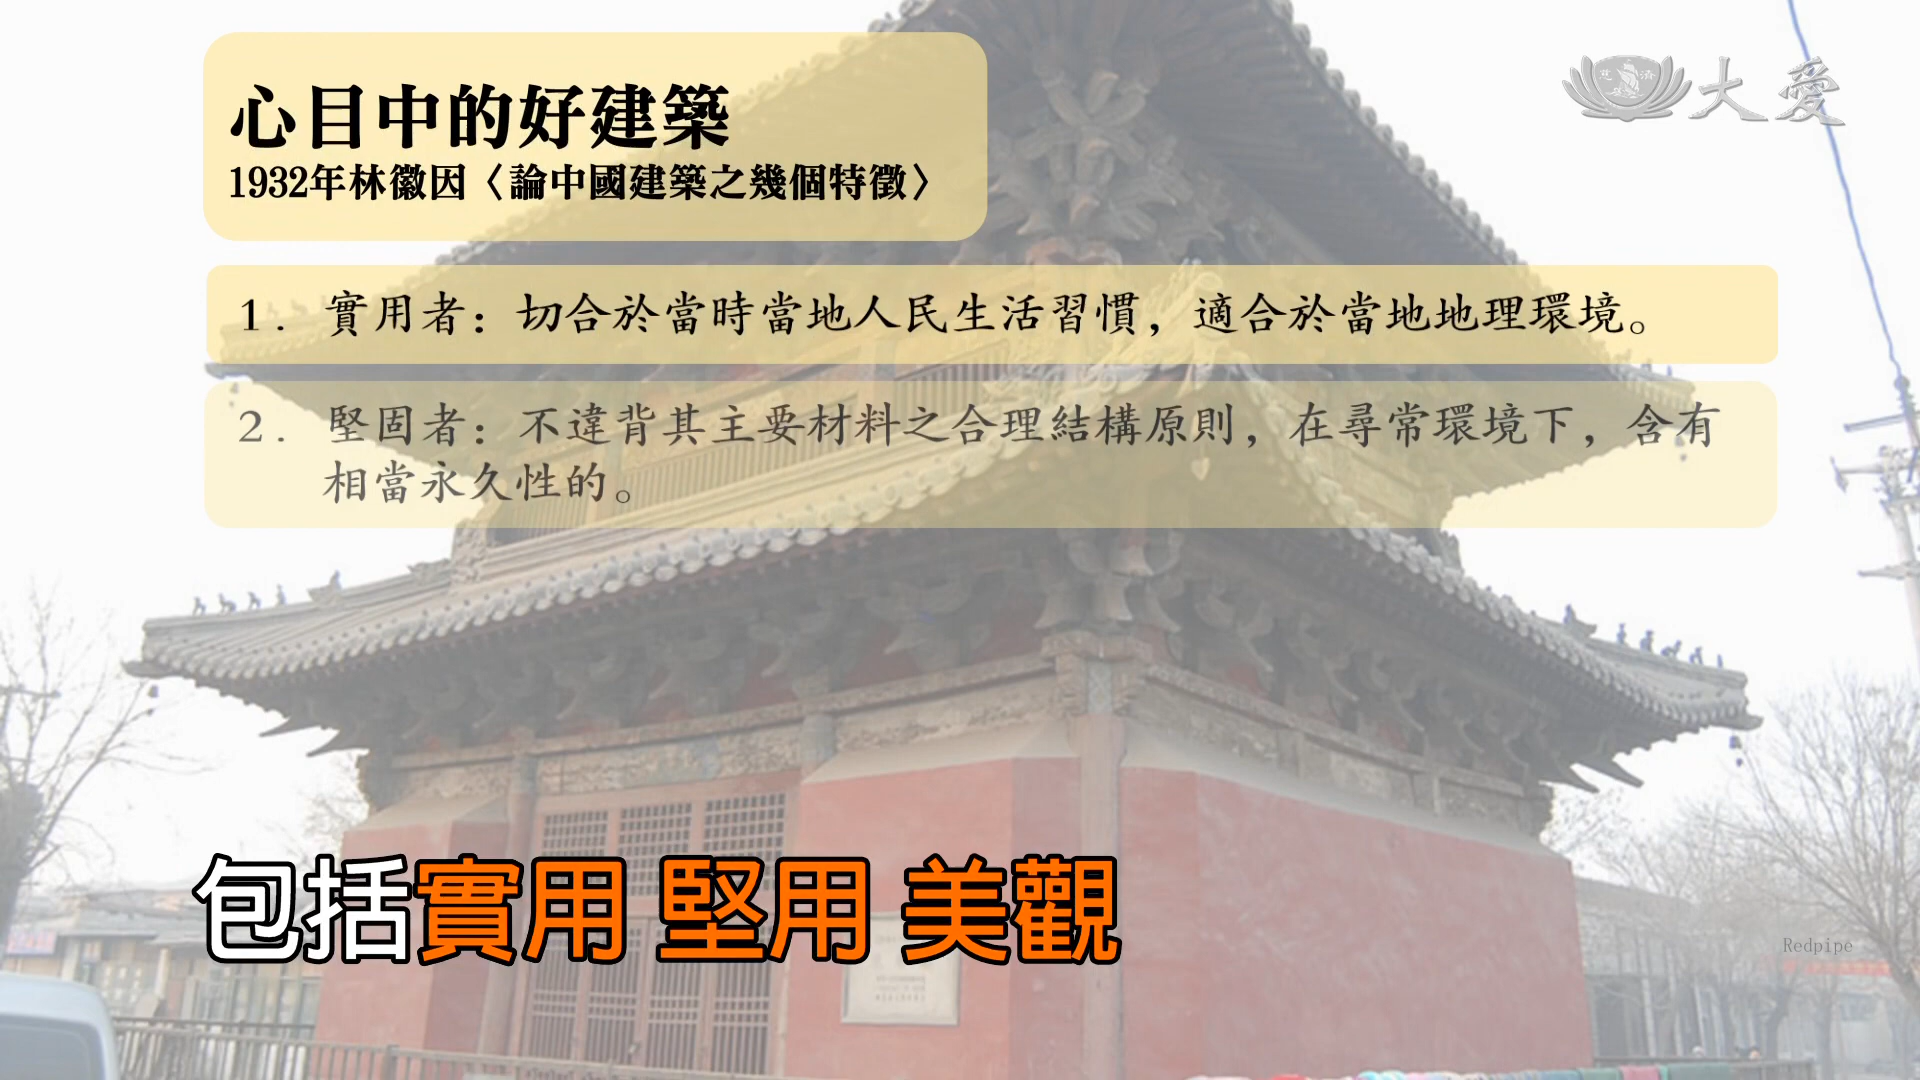 心目中的好建築
1932年林徽因〈論中國建築之幾個特徵〉
慈濟
大愛
1. 實用者：切合於當時當地人民生活習慣，適合於當地地理環境。
2. 堅固者：不違背其主要材料之合理結構原則，在尋常環境下，含有
相當永久性的。
包括實用 堅用 美觀
Redpipe